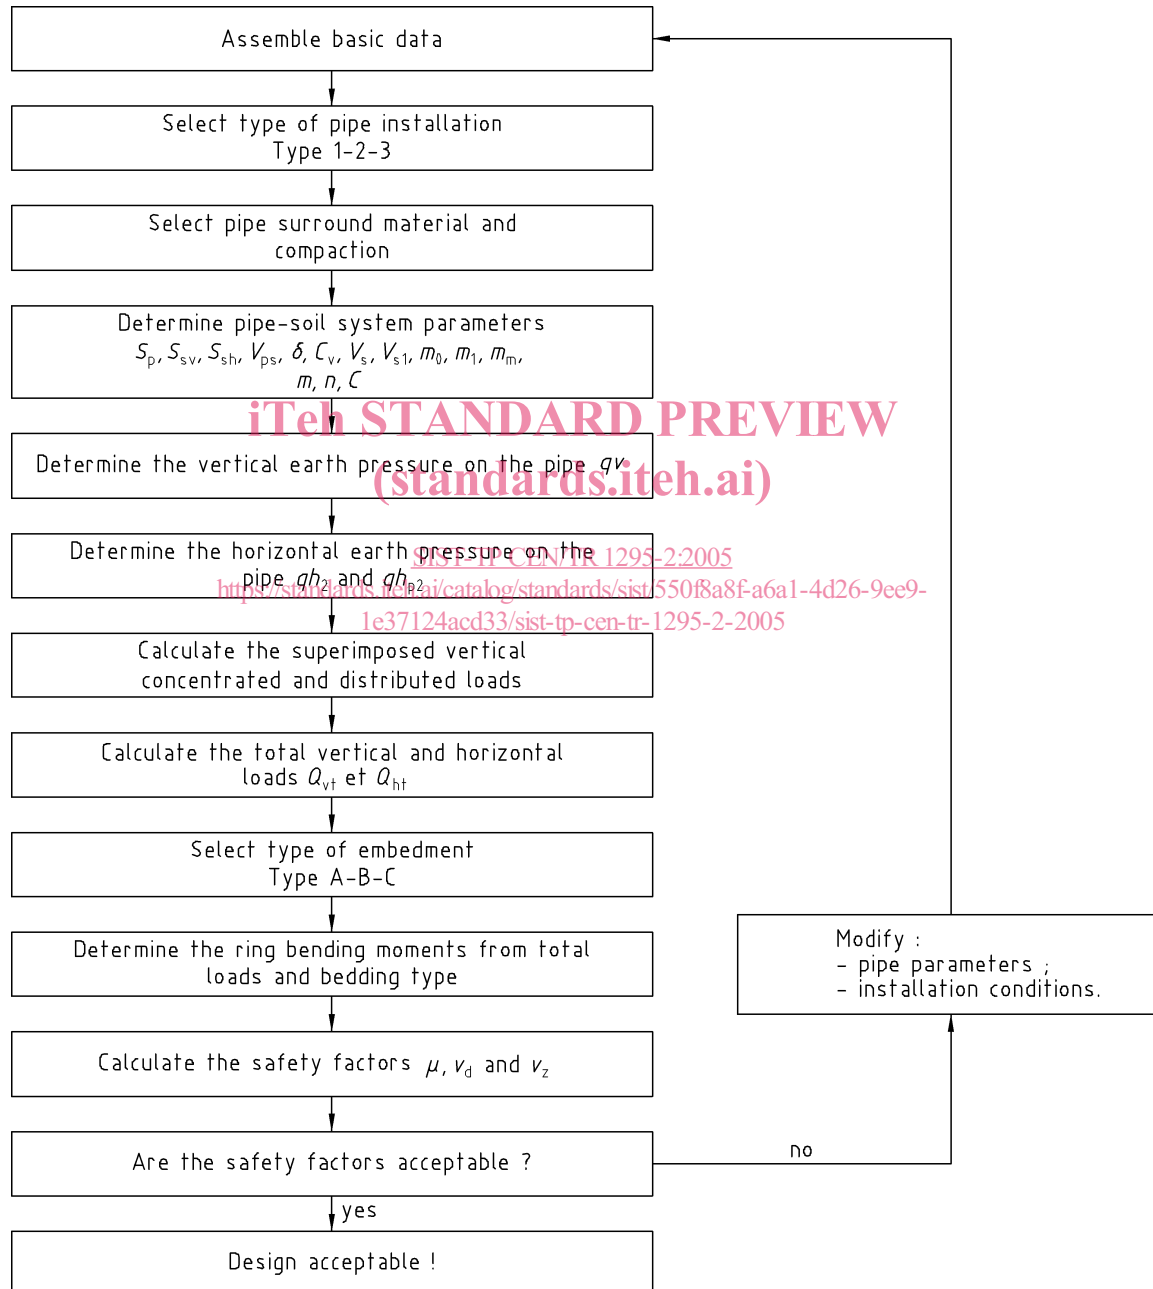 Assemble basic data
Select type of pipe installation
Type 1-2-3
Select pipe surround material and
compaction
Determine pipe-soil system parameters
Sp, Ssv, Ssh, Vps, δ, Cv, Vs, Vs1, m0, m1, mm,
m, n, C
iTeh STANDARD PREVIEW
Determine the vertical earth pressure on the pipe qv
(standards.iteh.ai)
Determine the horizontal earth pressure on the
SIST-TP CEN/TR 1295-2:2005
pipe qh2 and qhp2
https://standards.iteh.ai/catalog/standards/sist/550f8a8f-a6a1-4d26-9ee9-
1e37124acd33/sist-tp-cen-tr-1295-2-2005
Calculate the superimposed vertical
concentrated and distributed loads
Calculate the total vertical and horizontal
loads Qvt et Qht
Select type of embedment
Type A-B-C
Determine the ring bending moments from total
loads and bedding type
Modify :
- pipe parameters ;
- installation conditions.
Calculate the safety factors μ, νd and νz
Are the safety factors acceptable ?
no
yes
Design acceptable !